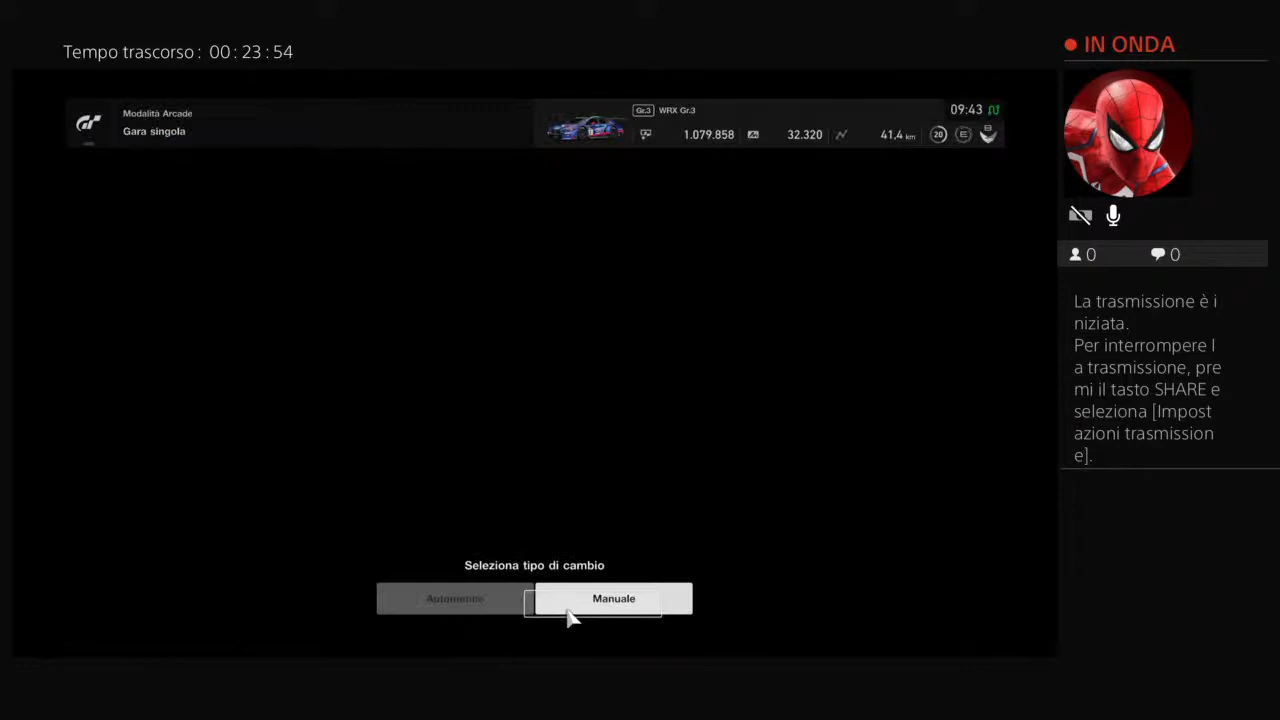 Tempo trascorso: 00:23:54
IN ONDA
Modalità Arcade
Gara singola
Gr.3 WRX Gr.3
09:43
1.079.858 32.320 41,4 km 20 E
0 0
La trasmissione è i
niziata.
Per interrompere l
a trasmissione, pre
mi il tasto SHARE e
seleziona [Impost
azioni trasmission
e].
Seleziona tipo di cambio
Automatico Manuale